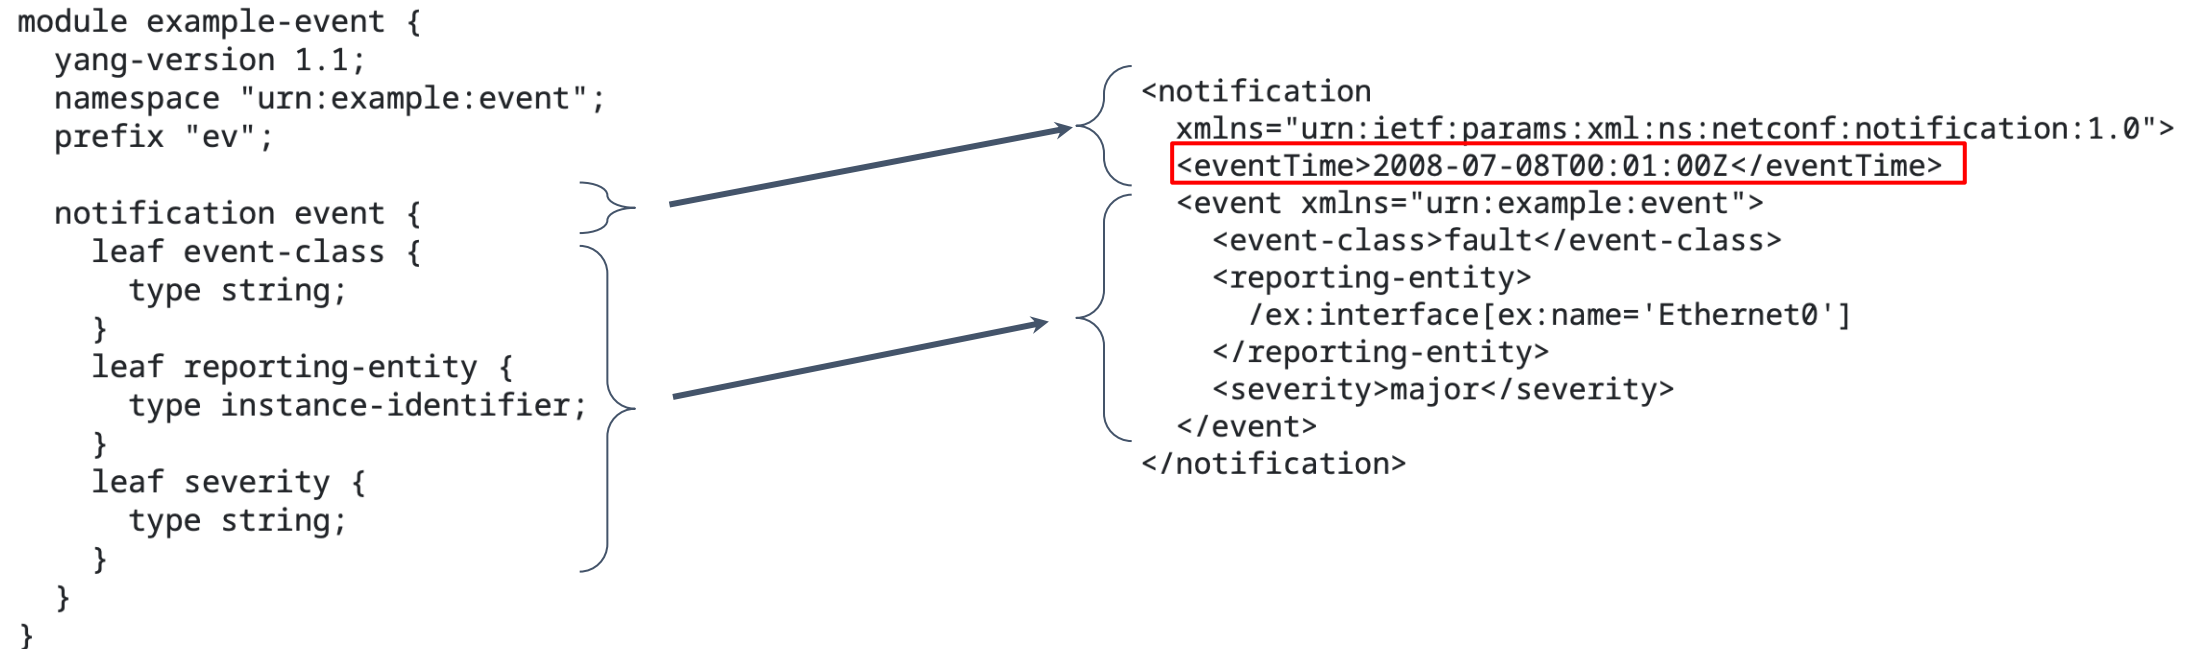 module example-event {
  yang-version 1.1;
  namespace "urn:example:event";
  prefix "ev";

  notification event {
    leaf event-class {
      type string;
    }
    leaf reporting-entity {
      type instance-identifier;
    }
    leaf severity {
      type string;
    }
  }
}
<notification
  xmlns="urn:ietf:params:xml:ns:netconf:notification:1.0">
  <eventTime>2008-07-08T00:01:00Z</eventTime>
  <event xmlns="urn:example:event">
    <event-class>fault</event-class>
    <reporting-entity>
      /ex:interface[ex:name='Ethernet0']
    </reporting-entity>
    <severity>major</severity>
  </event>
</notification>